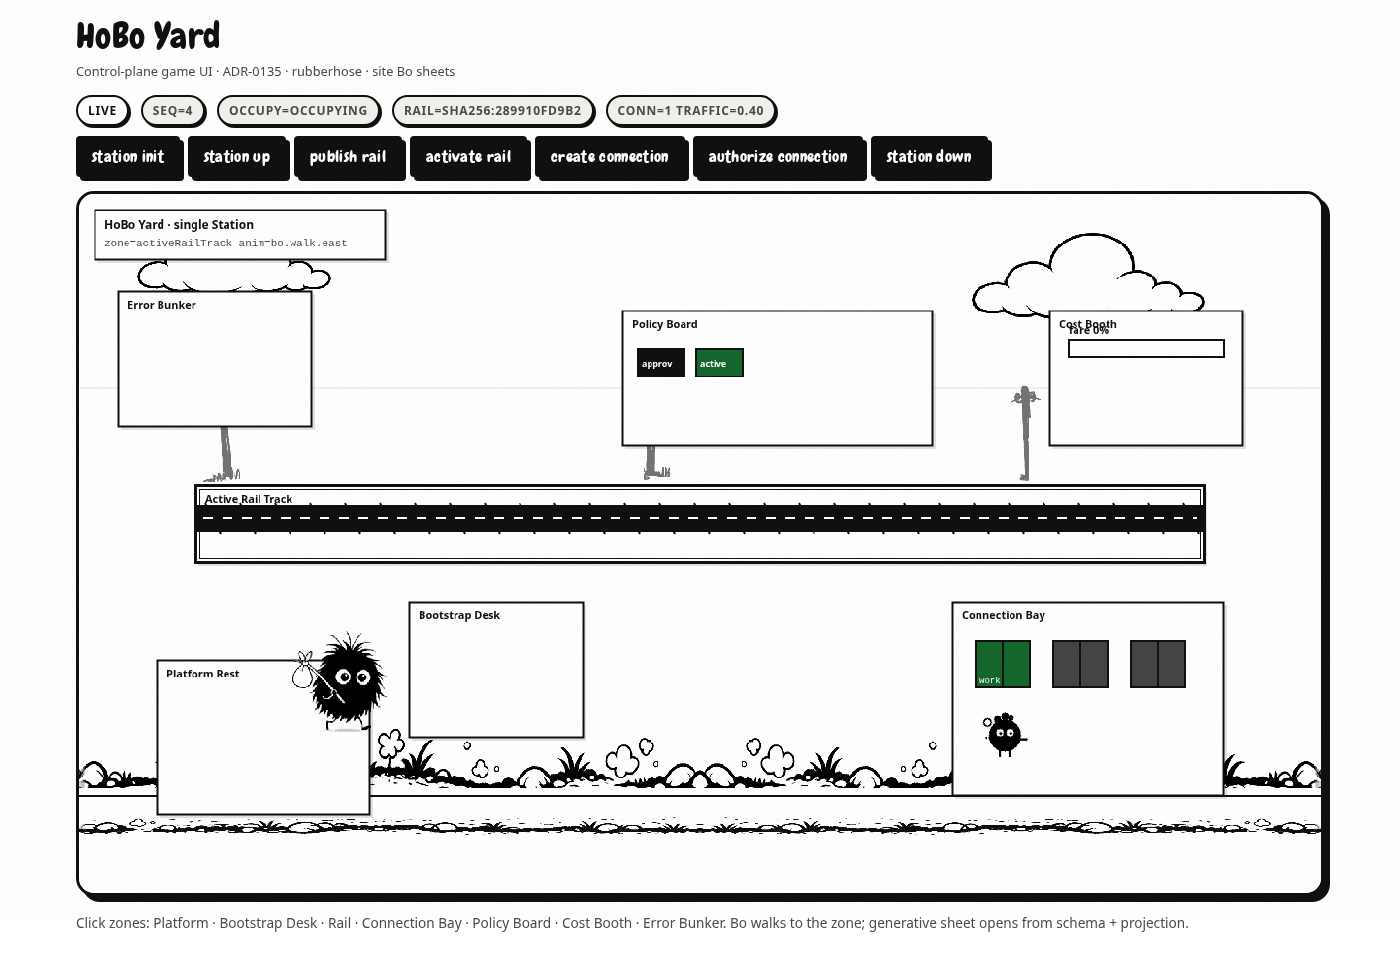 HoBo Yard
Control-plane game UI · ADR-0135 · rubberhose · site Bo sheets
LIVE SEQ=4 OCCUPY=OCCUPYING RAIL=SHA256:289910FD9B2 CONN=1 TRAFFIC=0.40
station init station up publish rail activate rail create connection authorize connection station down
HoBo Yard · single Station
zone=activeRailTrack anim=bo.walk.east
Error Bunker
Policy Board
approv active
Cost Booth
fare 0%
Active Rail Track
Bootstrap Desk
Connection Bay
work
Platform Rest
Click zones: Platform · Bootstrap Desk · Rail · Connection Bay · Policy Board · Cost Booth · Error Bunker. Bo walks to the zone; generative sheet opens from schema + projection.